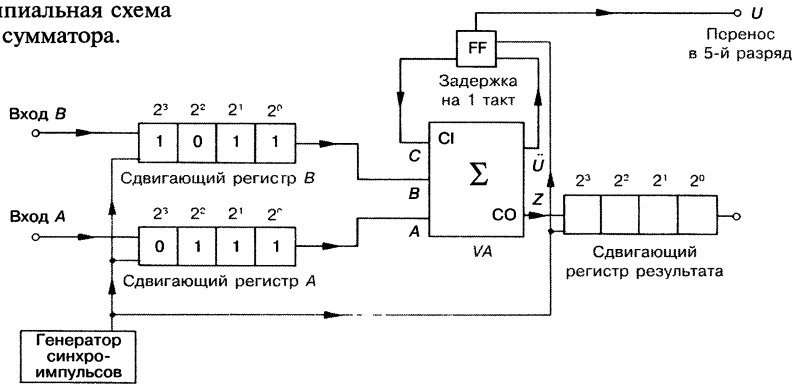 схема
сумматора.
U
Перенос
в 5-й разряд
FF
Задержка
на 1 такт
Вход B
2³ 2² 2¹ 2⁰
1 0 1 1
Сдвигающий регистр B
C
CI
Σ
Ü
B
Z
CO
A
VA
Вход A
2³ 2² 2¹ 2⁰
0 1 1 1
Сдвигающий регистр A
2³ 2² 2¹ 2⁰
Сдвигающий
регистр результата
Генератор
синхро-
импульсов